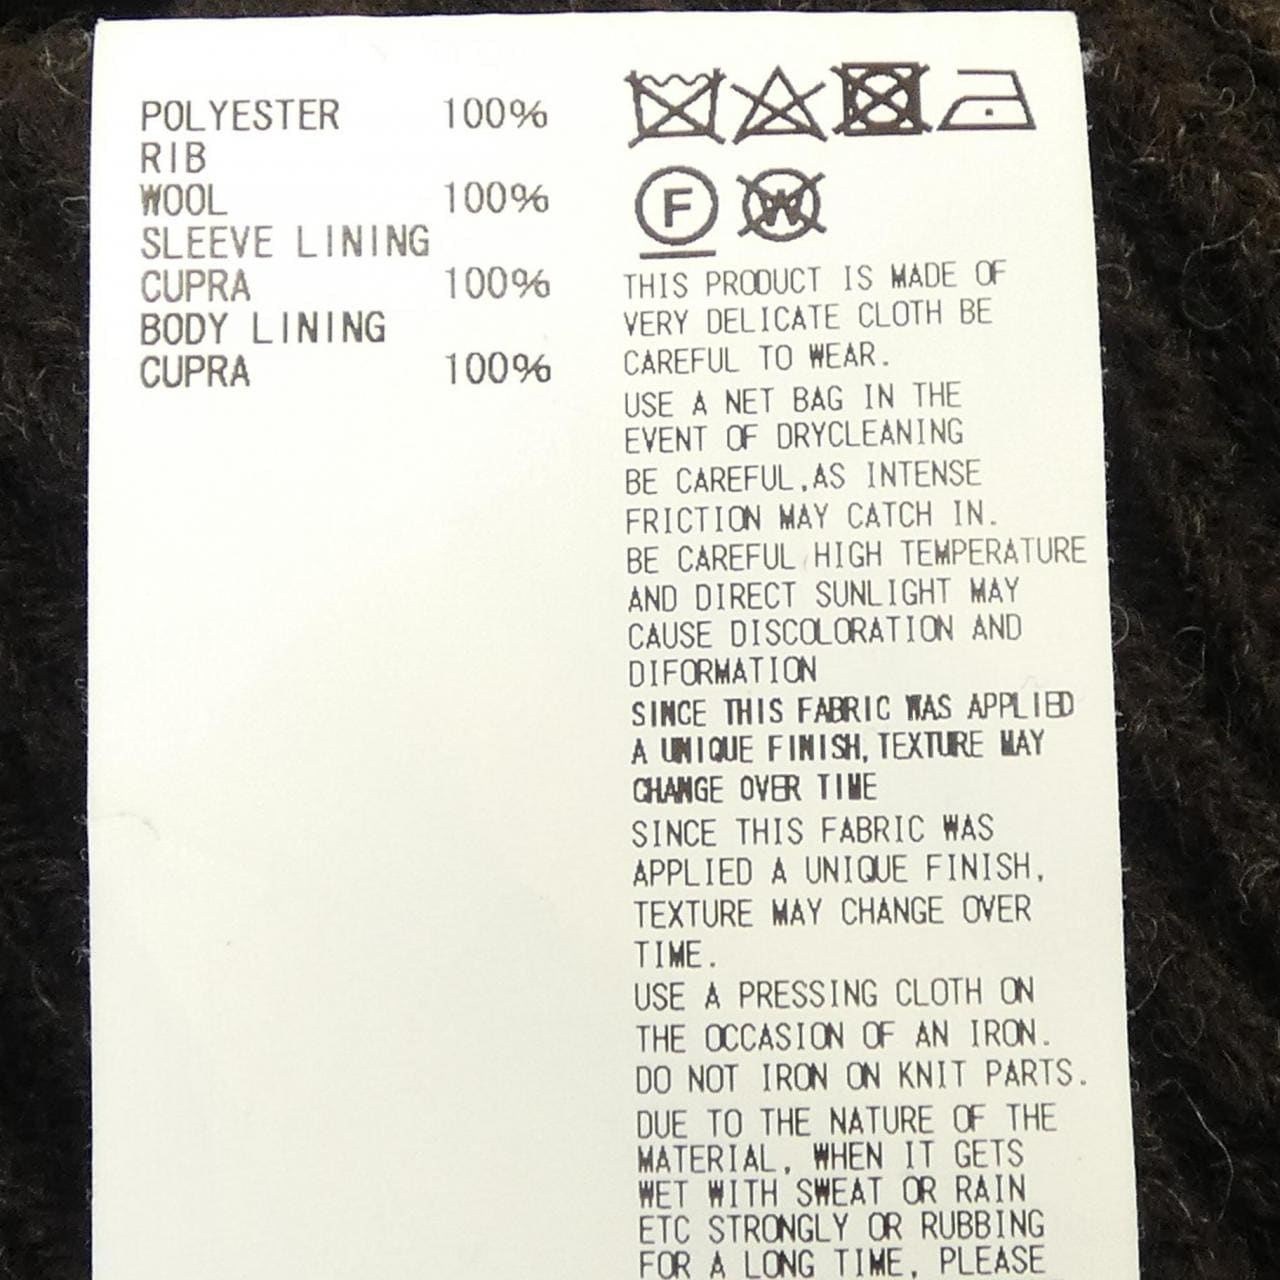 POLYESTER 100%
RIB
WOOL 100%
SLEEVE LINING
CUPRA 100%
BODY LINING
CUPRA 100%
F W
THIS PRODUCT IS MADE OF
VERY DELICATE CLOTH BE
CAREFUL TO WEAR.
USE A NET BAG IN THE
EVENT OF DRYCLEANING
BE CAREFUL,AS INTENSE
FRICTION MAY CATCH IN.
BE CAREFUL HIGH TEMPERATURE
AND DIRECT SUNLIGHT MAY
CAUSE DISCOLORATION AND
DIFORMATION
SINCE THIS FABRIC WAS APPLIED
A UNIQUE FINISH, TEXTURE MAY
CHANGE OVER TIME
SINCE THIS FABRIC WAS
APPLIED A UNIQUE FINISH,
TEXTURE MAY CHANGE OVER
TIME.
USE A PRESSING CLOTH ON
THE OCCASION OF AN IRON.
DO NOT IRON ON KNIT PARTS.
DUE TO THE NATURE OF THE
MATERIAL, WHEN IT GETS
WET WITH SWEAT OR RAIN
ETC STRONGLY OR RUBBING
FOR A LONG TIME, PLEASE